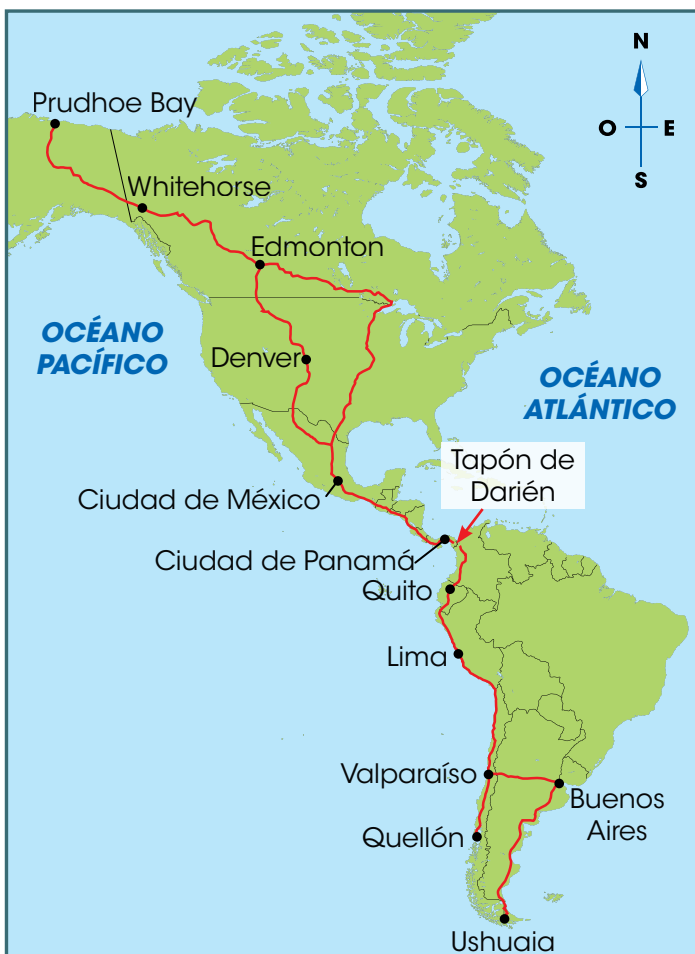 N
Prudhoe Bay
O
E
S
Whitehorse
Edmonton
OCÉANO
PACÍFICO
Denver
OCÉANO
ATLÁNTICO
Tapón de
Darién
Ciudad de México
Ciudad de Panamá
Quito
Lima
Valparaíso
Buenos
Aires
Quellón
Ushuaia